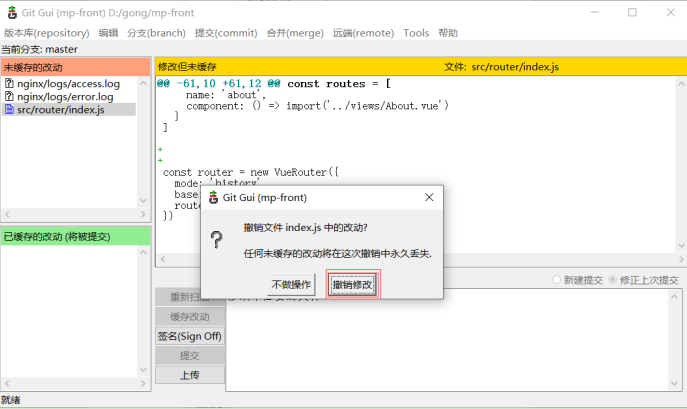 Git Gui (mp-front) D:/gong/mp-front
版本库(repository) 编辑 分支(branch) 提交(commit) 合并(merge) 远端(remote) Tools 帮助
当前分支: master
未缓存的改动
nginx/logs/access.log
nginx/logs/error.log
src/router/index.js
已缓存的改动 (将被提交)
修改但未缓存 文件: src/router/index.js
@@ -61,10 +61,12 @@ const routes = [
name: 'about',
component: () => import('../views/About.vue')
}
]
+
+
const router = new VueRouter({
mode: 'history'
base
rout
})
Git Gui (mp-front)
撤销文件 index.js 中的改动?
任何未缓存的改动将在这次撤销中永久丢失.
不做操作 撤销修改
新建提交 修正上次提交
重新扫
缓存改动
签名(Sign Off)
提交
上传
就绪